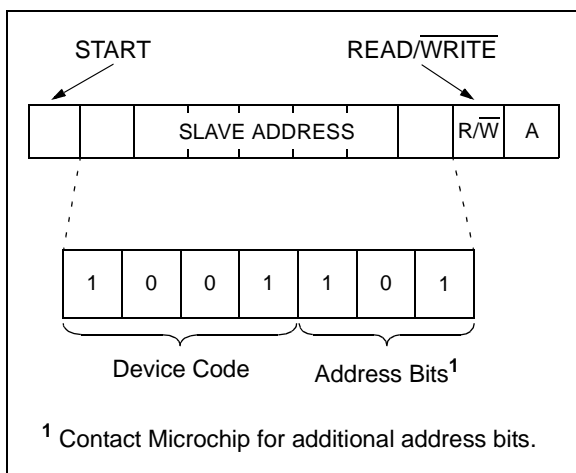 START READ/WRITE
SLAVE ADDRESS R/W A
1 0 0 1 1 0 1
Device Code Address Bits¹
¹ Contact Microchip for additional address bits.